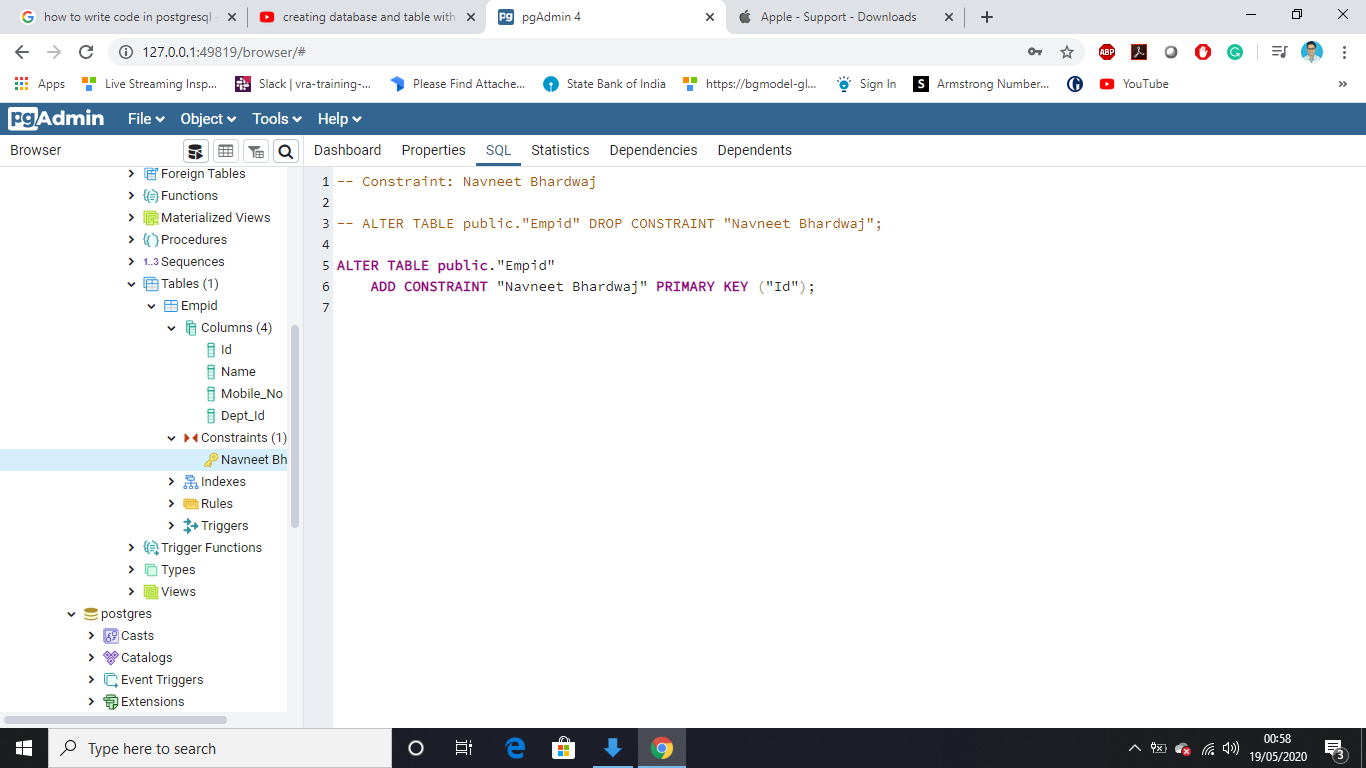 how to write code in postgresql -
creating database and table with
pgAdmin 4
Apple - Support - Downloads
127.0.0.1:49819/browser/#
ABP
Apps
Live Streaming Insp...
Slack | vra-training-...
Please Find Attache...
State Bank of India
https://bgmodel-gl...
Sign In
S
Armstrong Number...
YouTube
»
pgAdmin
File
Object
Tools
Help
Browser
Dashboard
Properties
SQL
Statistics
Dependencies
Dependents
Foreign Tables
Functions
Materialized Views
Procedures
1..3 Sequences
Tables (1)
Empid
Columns (4)
Id
Name
Mobile_No
Dept_Id
Constraints (1)
Navneet Bh
Indexes
Rules
Triggers
Trigger Functions
Types
Views
postgres
Casts
Catalogs
Event Triggers
Extensions
1 -- Constraint: Navneet Bhardwaj
2
3 -- ALTER TABLE public."Empid" DROP CONSTRAINT "Navneet Bhardwaj";
4
5 ALTER TABLE public."Empid"
6 ADD CONSTRAINT "Navneet Bhardwaj" PRIMARY KEY ("Id");
7
Type here to search
00:58
19/05/2020
3